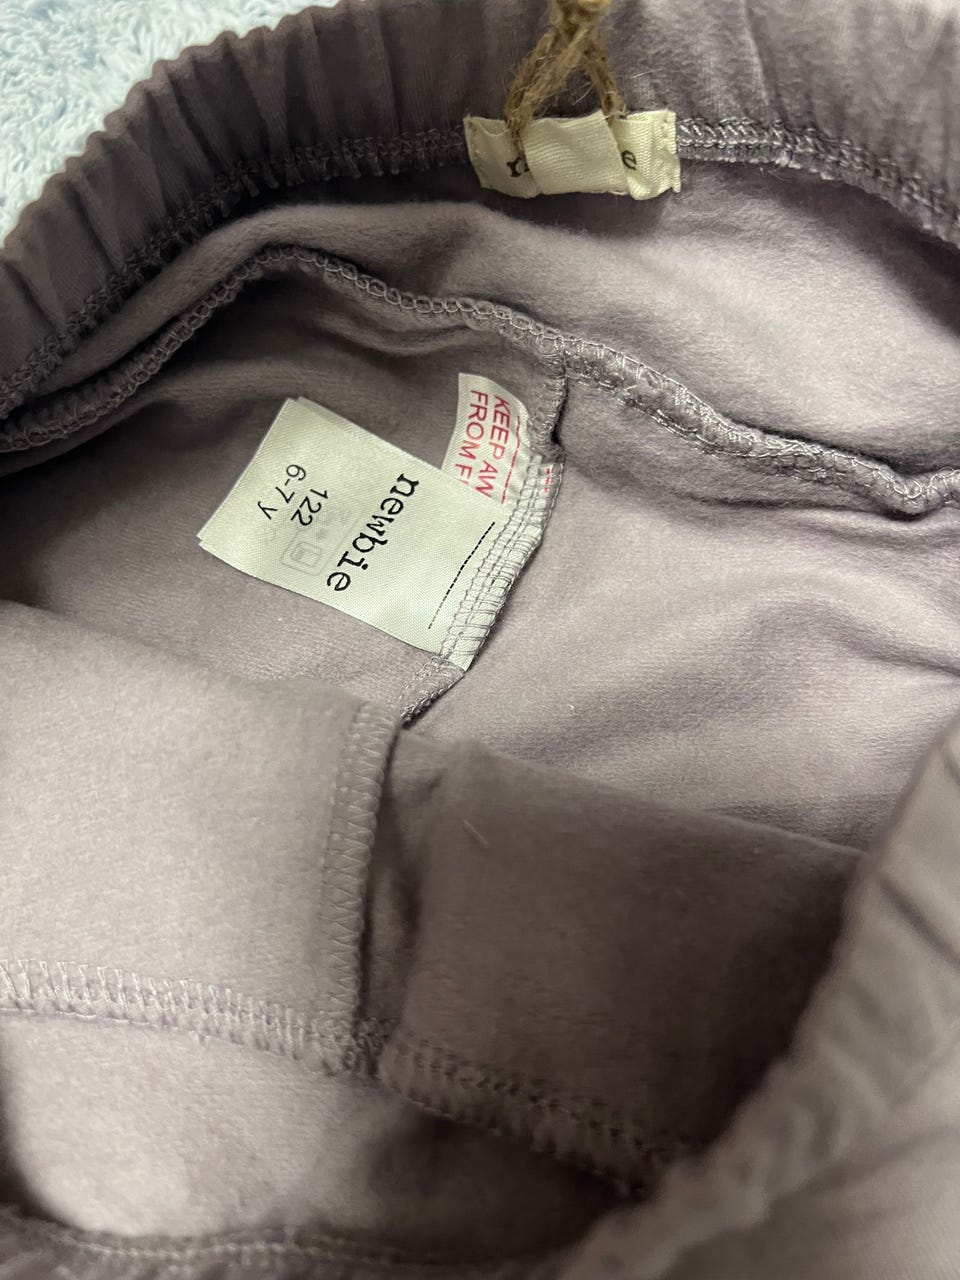 KEEP AW
FROM F
newbie
122
6-7 y